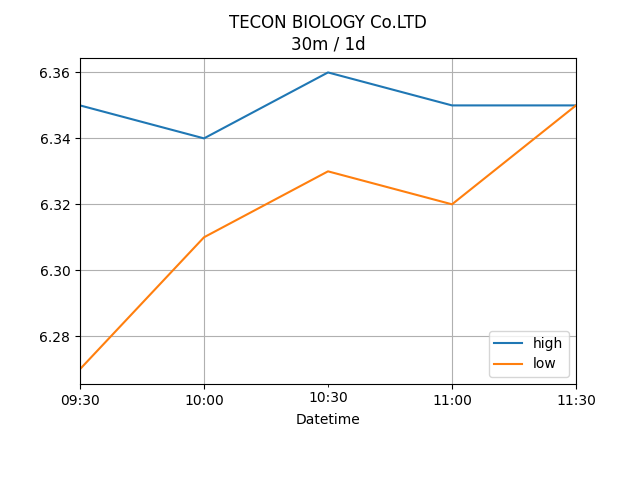 TECON BIOLOGY Co.LTD
30m / 1d
6.36
6.34
6.32
6.30
6.28
high
low
09:30 10:00 10:30 11:00 11:30
Datetime